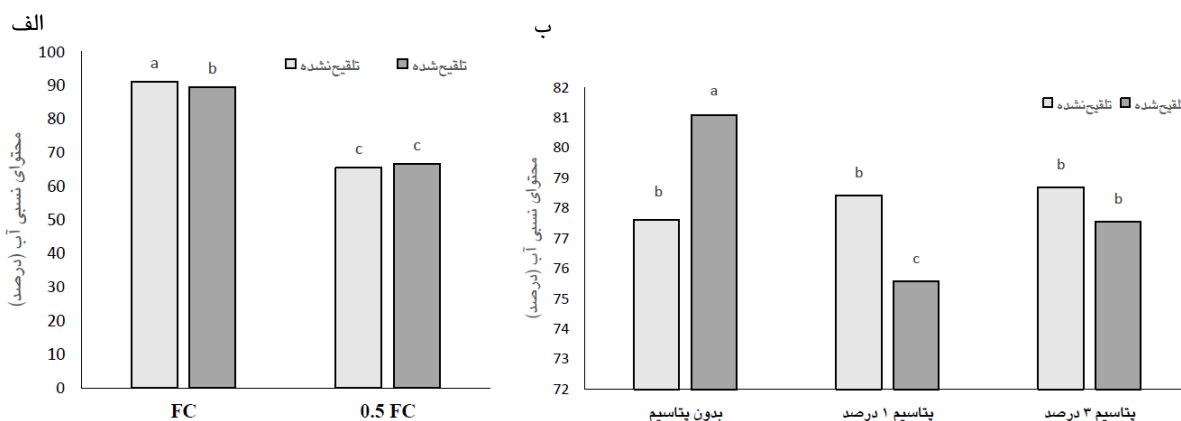 الف
تلقیح‌نشده تلقیح‌شده
محتوای نسبی آب (درصد)
100
90
80
70
60
50
40
30
20
10
0
a b c c
FC 0.5 FC
ب
تلقیح‌نشده تلقیح‌شده
محتوای نسبی آب (درصد)
82
81
80
79
78
77
76
75
74
73
72
b a b c b b
بدون پتاسیم پتاسیم ۱ درصد پتاسیم ۳ درصد